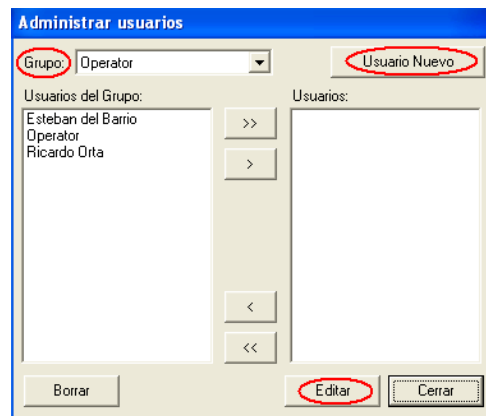 Administrar usuarios
Grupo: Operator Usuario Nuevo
Usuarios del Grupo: Usuarios:
Esteban del Barrio
Operator
Ricardo Orta
>>
>
<
<<
Borrar Editar Cerrar